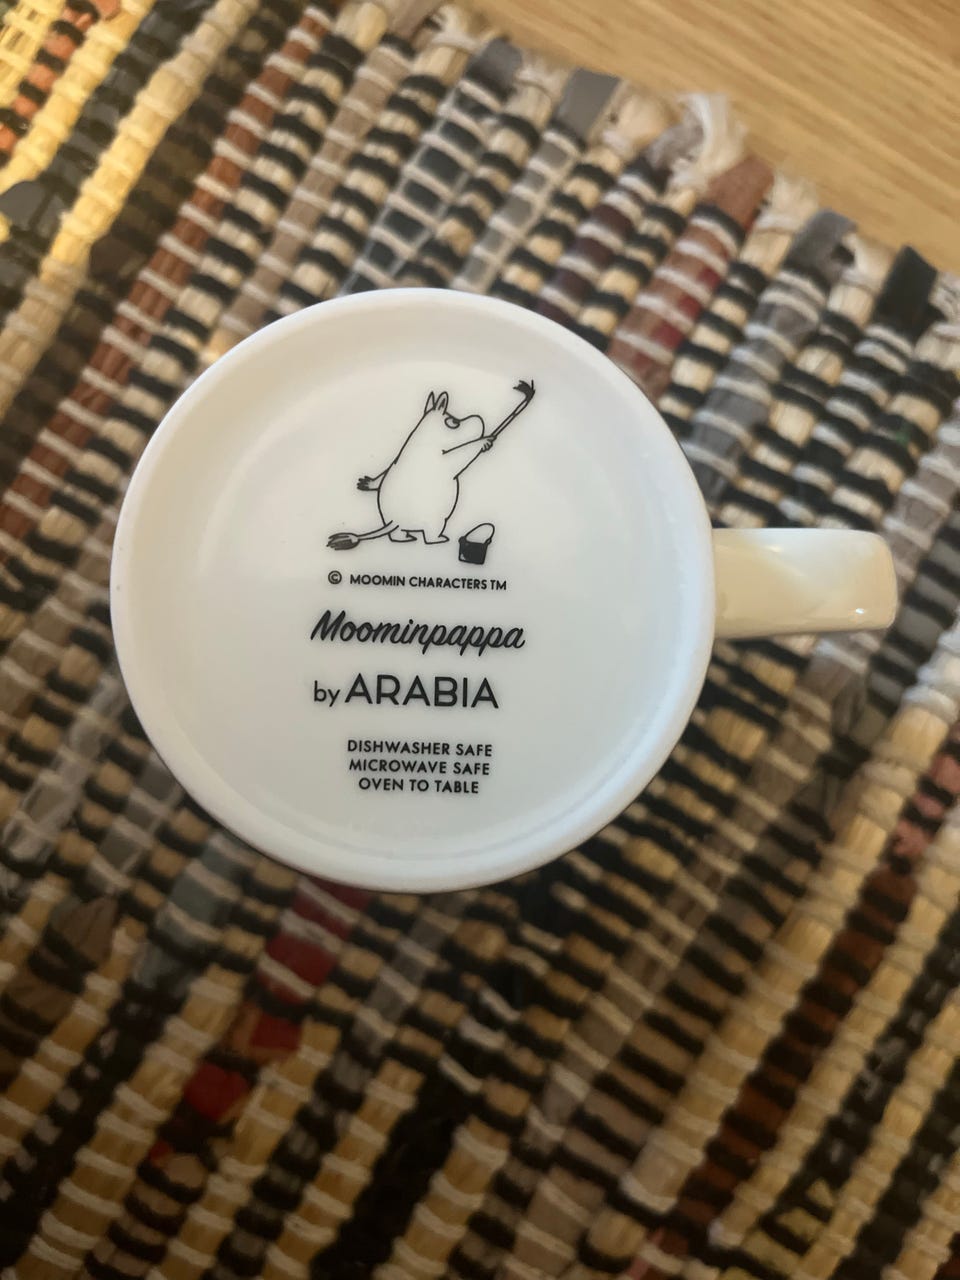 © MOOMIN CHARACTERS TM
Moominpappa
by ARABIA
DISHWASHER SAFE
MICROWAVE SAFE
OVEN TO TABLE